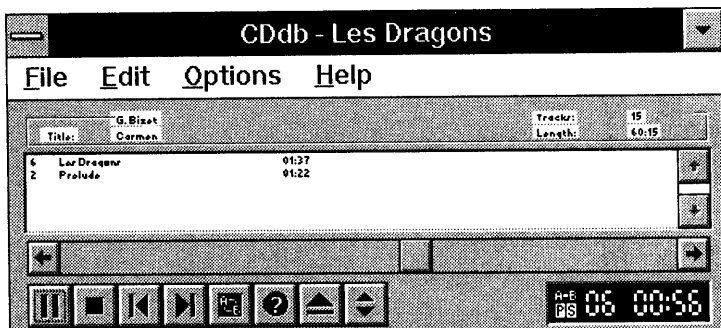 CDdb - Les Dragons
File Edit Options Help
G. Bizet Tracks: 15
Title: Carmen Length: 60:15
6 Les Dragons 01:37
2 Prelude 01:22
A-B
A-B PS 06 00:56